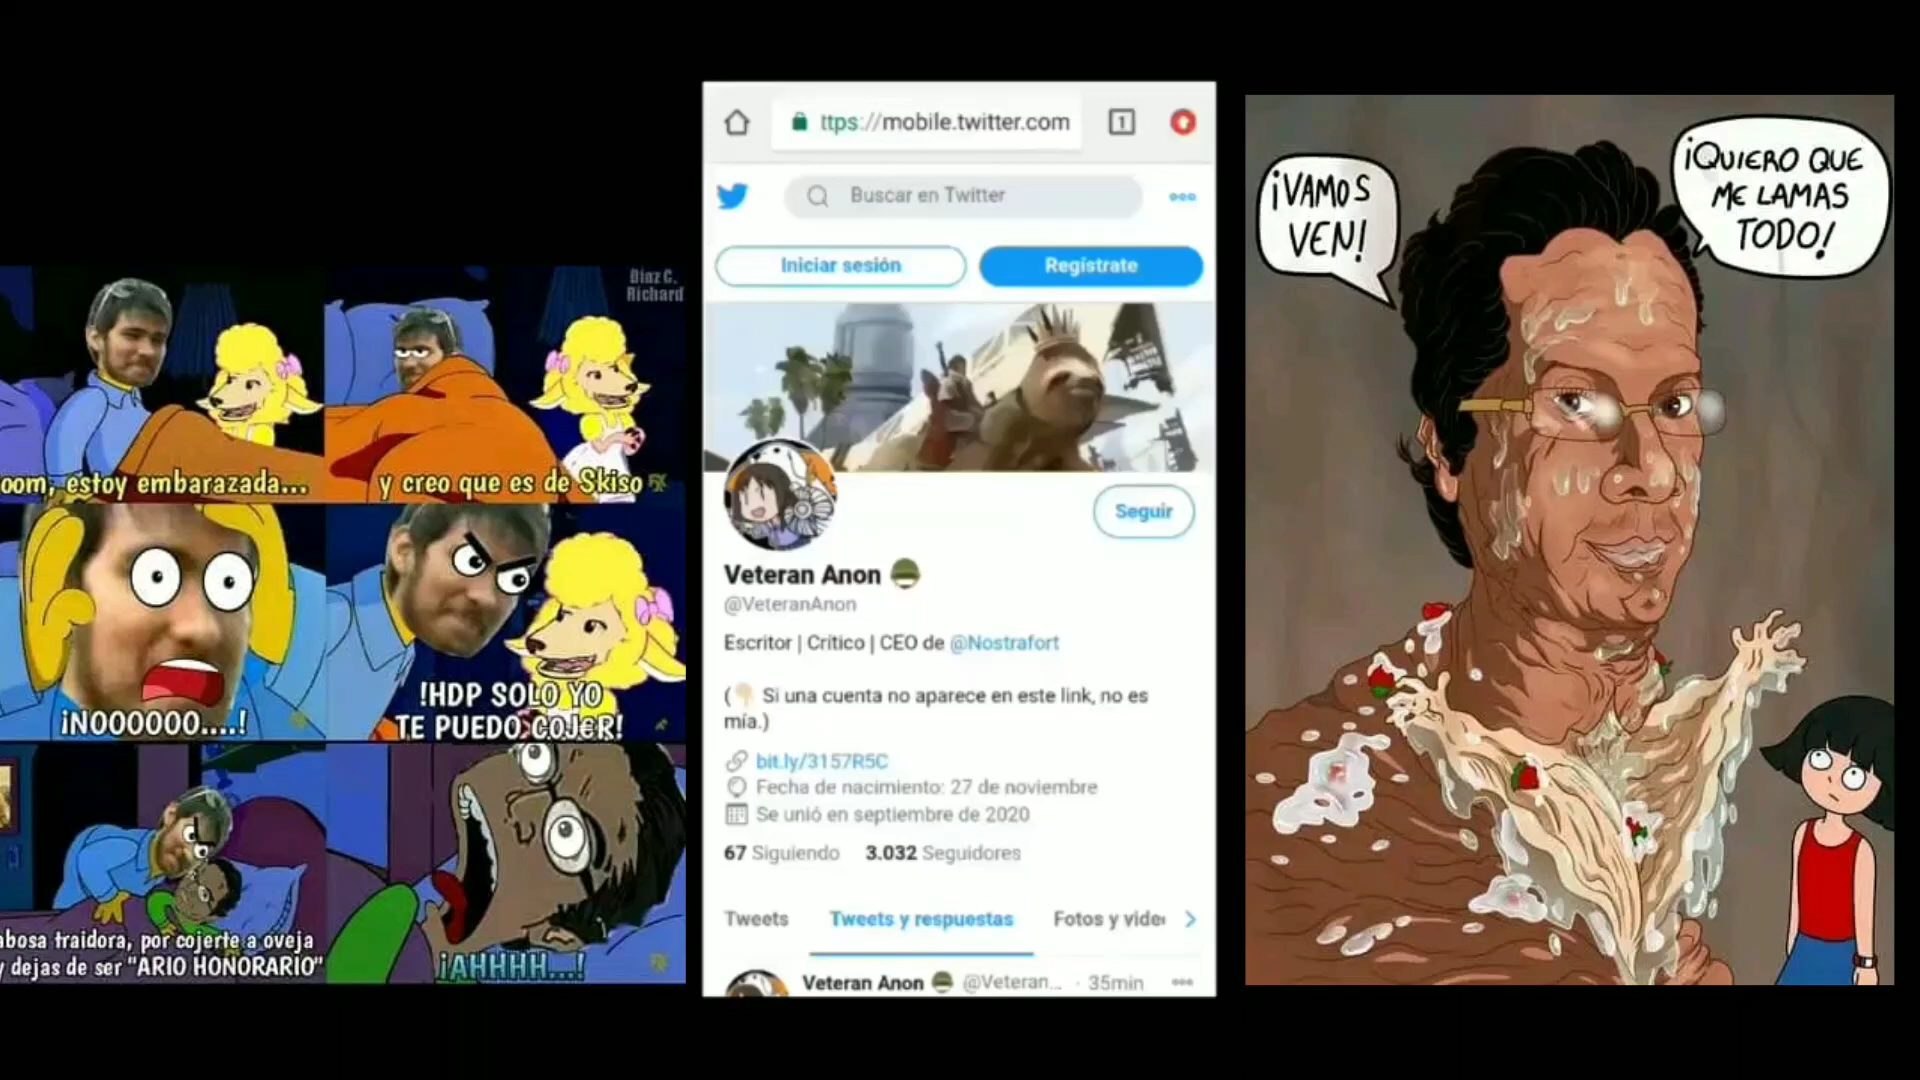 Diaz C.
Richard
oom, estoy embarazada...
y creo que es de Skiso
¡NOOOOOO....!
!HDP SOLO YO
TE PUEDO COJ€R!
abosa traidora, por cojerte a oveja
y dejas de ser "ARIO HONORARIO"
¡AHHHH...!
ttps://mobile.twitter.com
1
Buscar en Twitter
Iniciar sesión
Regístrate
Seguir
Veteran Anon
@VeteranAnon
Escritor | Crítico | CEO de @Nostrafort
( Si una cuenta no aparece en este link, no es
mía.)
bit.ly/3157R5C
Fecha de nacimiento: 27 de noviembre
Se unió en septiembre de 2020
67 Siguiendo 3.032 Seguidores
Tweets Tweets y respuestas Fotos y vide
Veteran Anon @Veteran... · 35min
¡VAMOS
VEN!
¡QUIERO QUE
ME LAMAS
TODO!